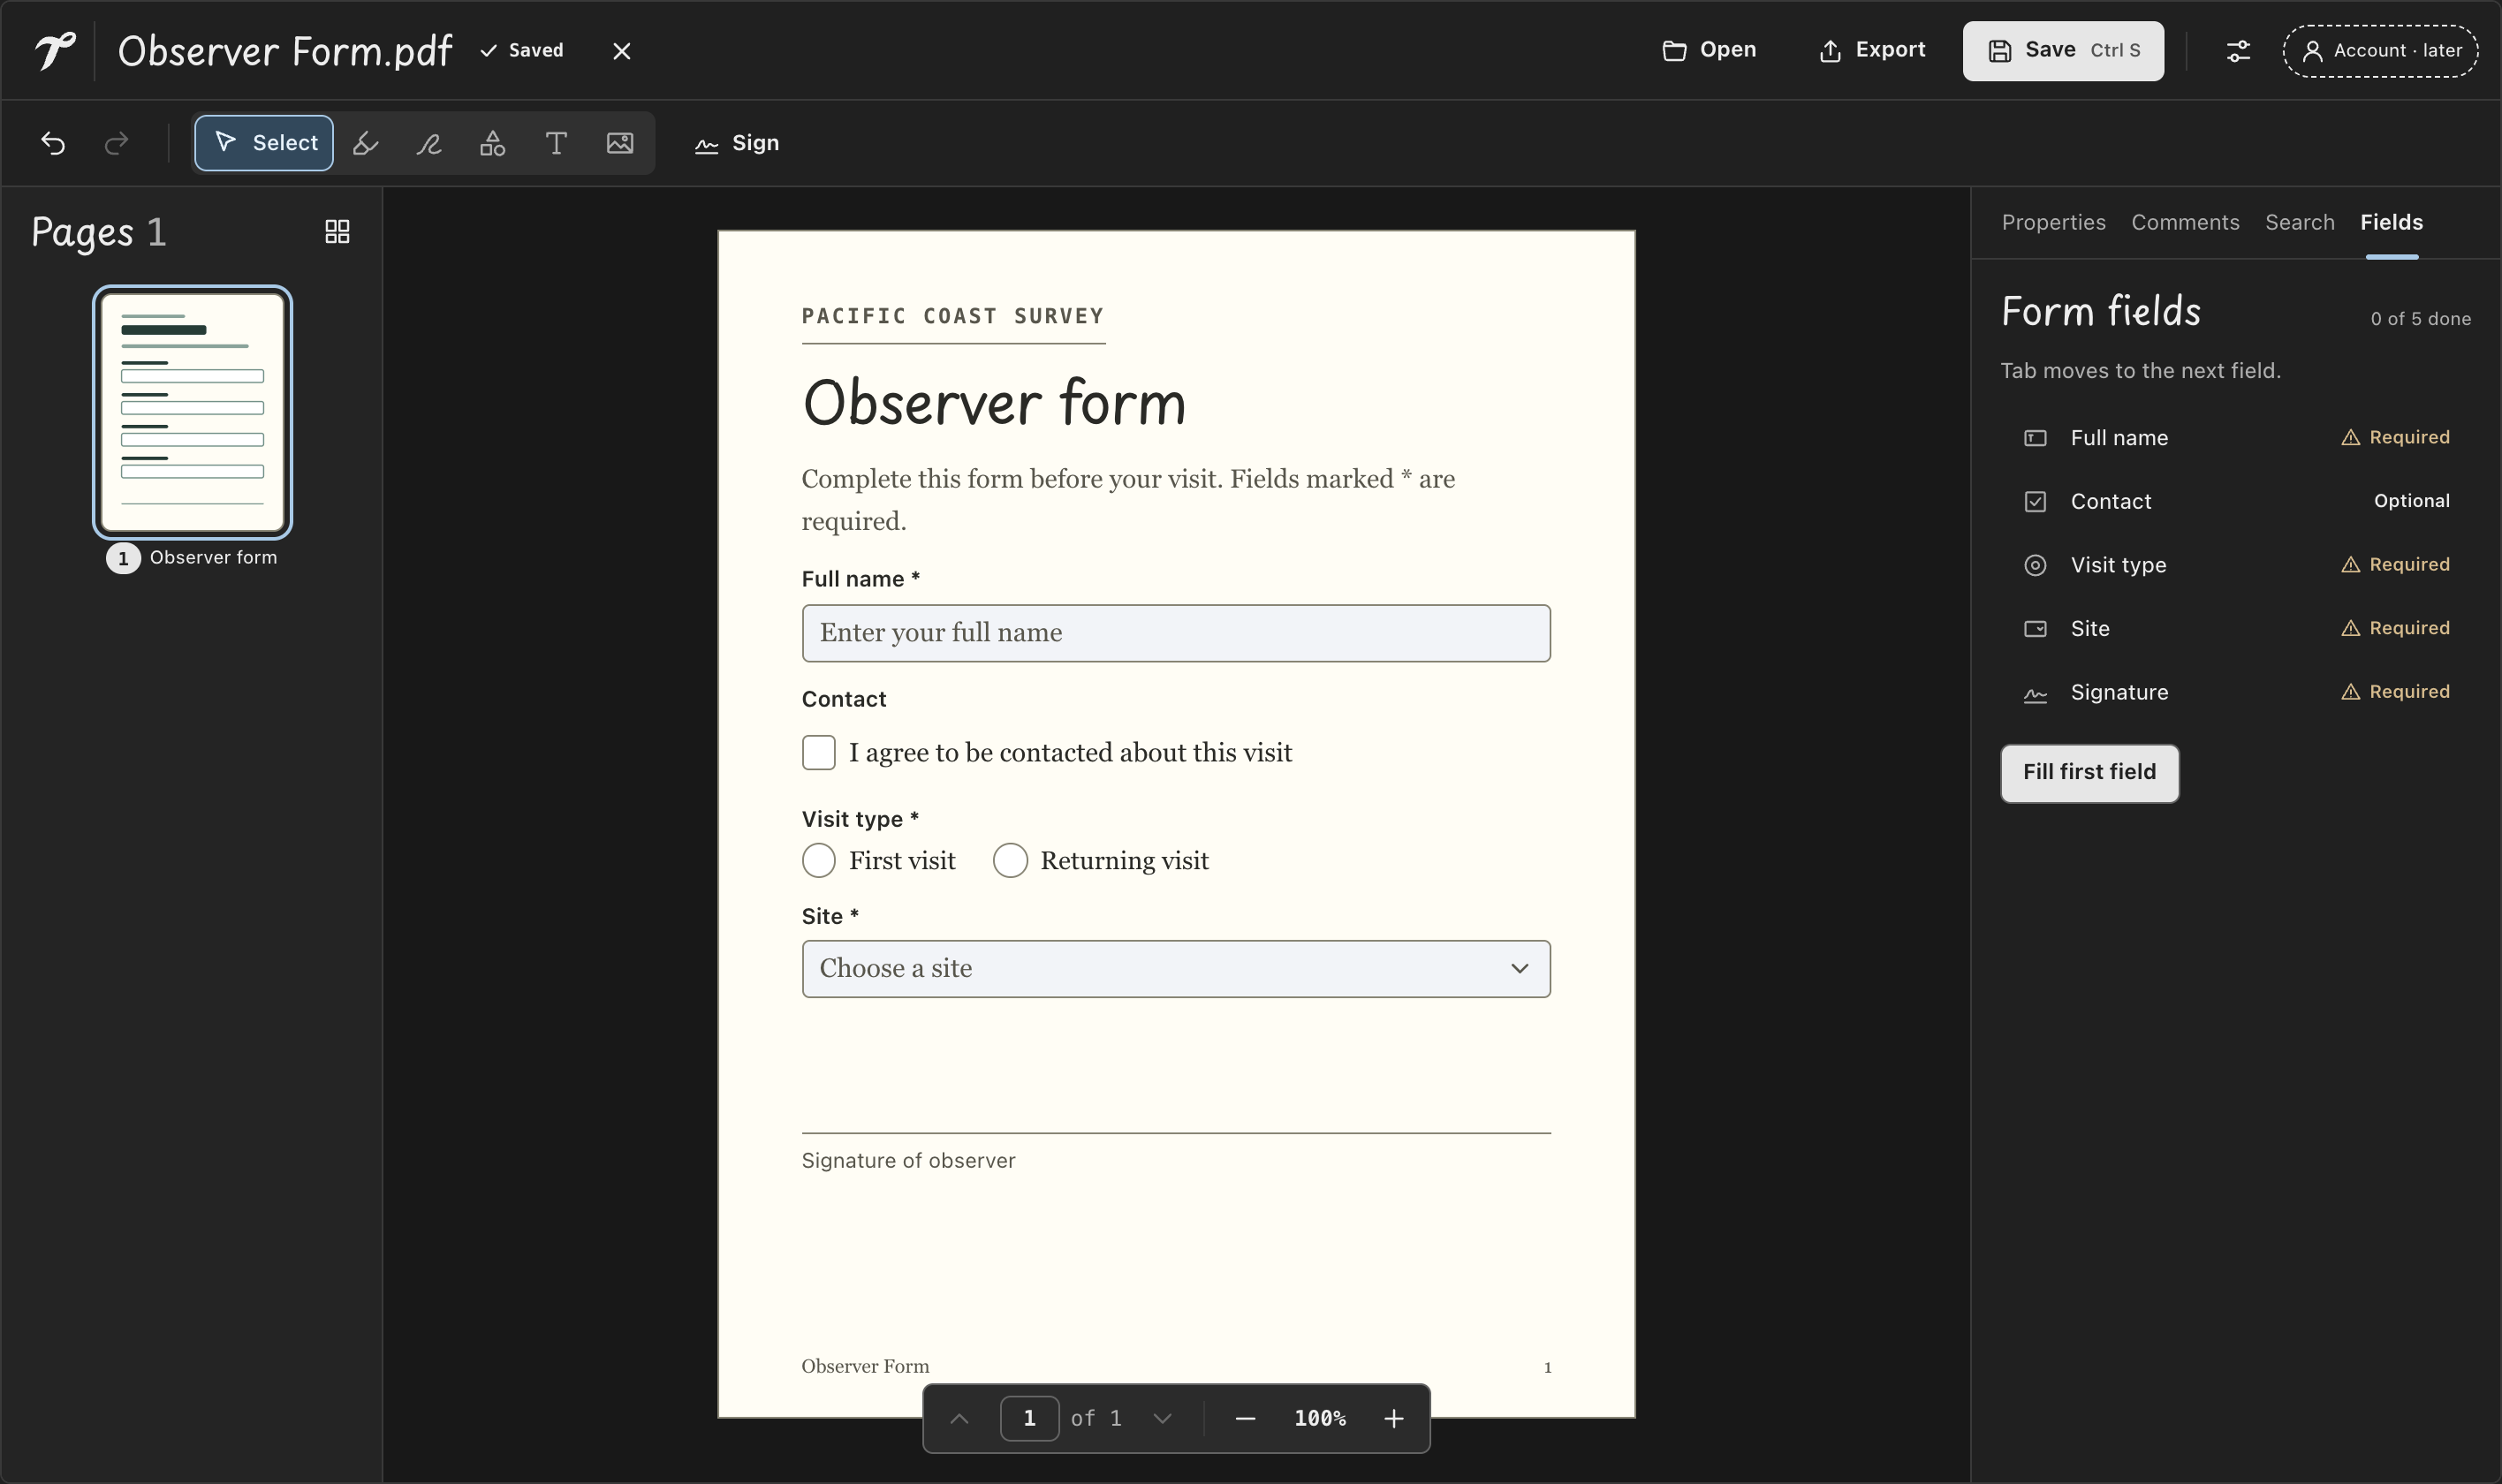 Observer Form.pdf
Saved
Open
Export
Save Ctrl S
Account · later
Select
Sign
Pages 1
1 Observer form
PACIFIC COAST SURVEY
Observer form
Complete this form before your visit. Fields marked * are
required.
Full name *
Enter your full name
Contact
I agree to be contacted about this visit
Visit type *
First visit
Returning visit
Site *
Choose a site
Signature of observer
Observer Form 1
1 of 1
100%
Properties Comments Search Fields
Form fields
0 of 5 done
Tab moves to the next field.
Full name Required
Contact Optional
Visit type Required
Site Required
Signature Required
Fill first field